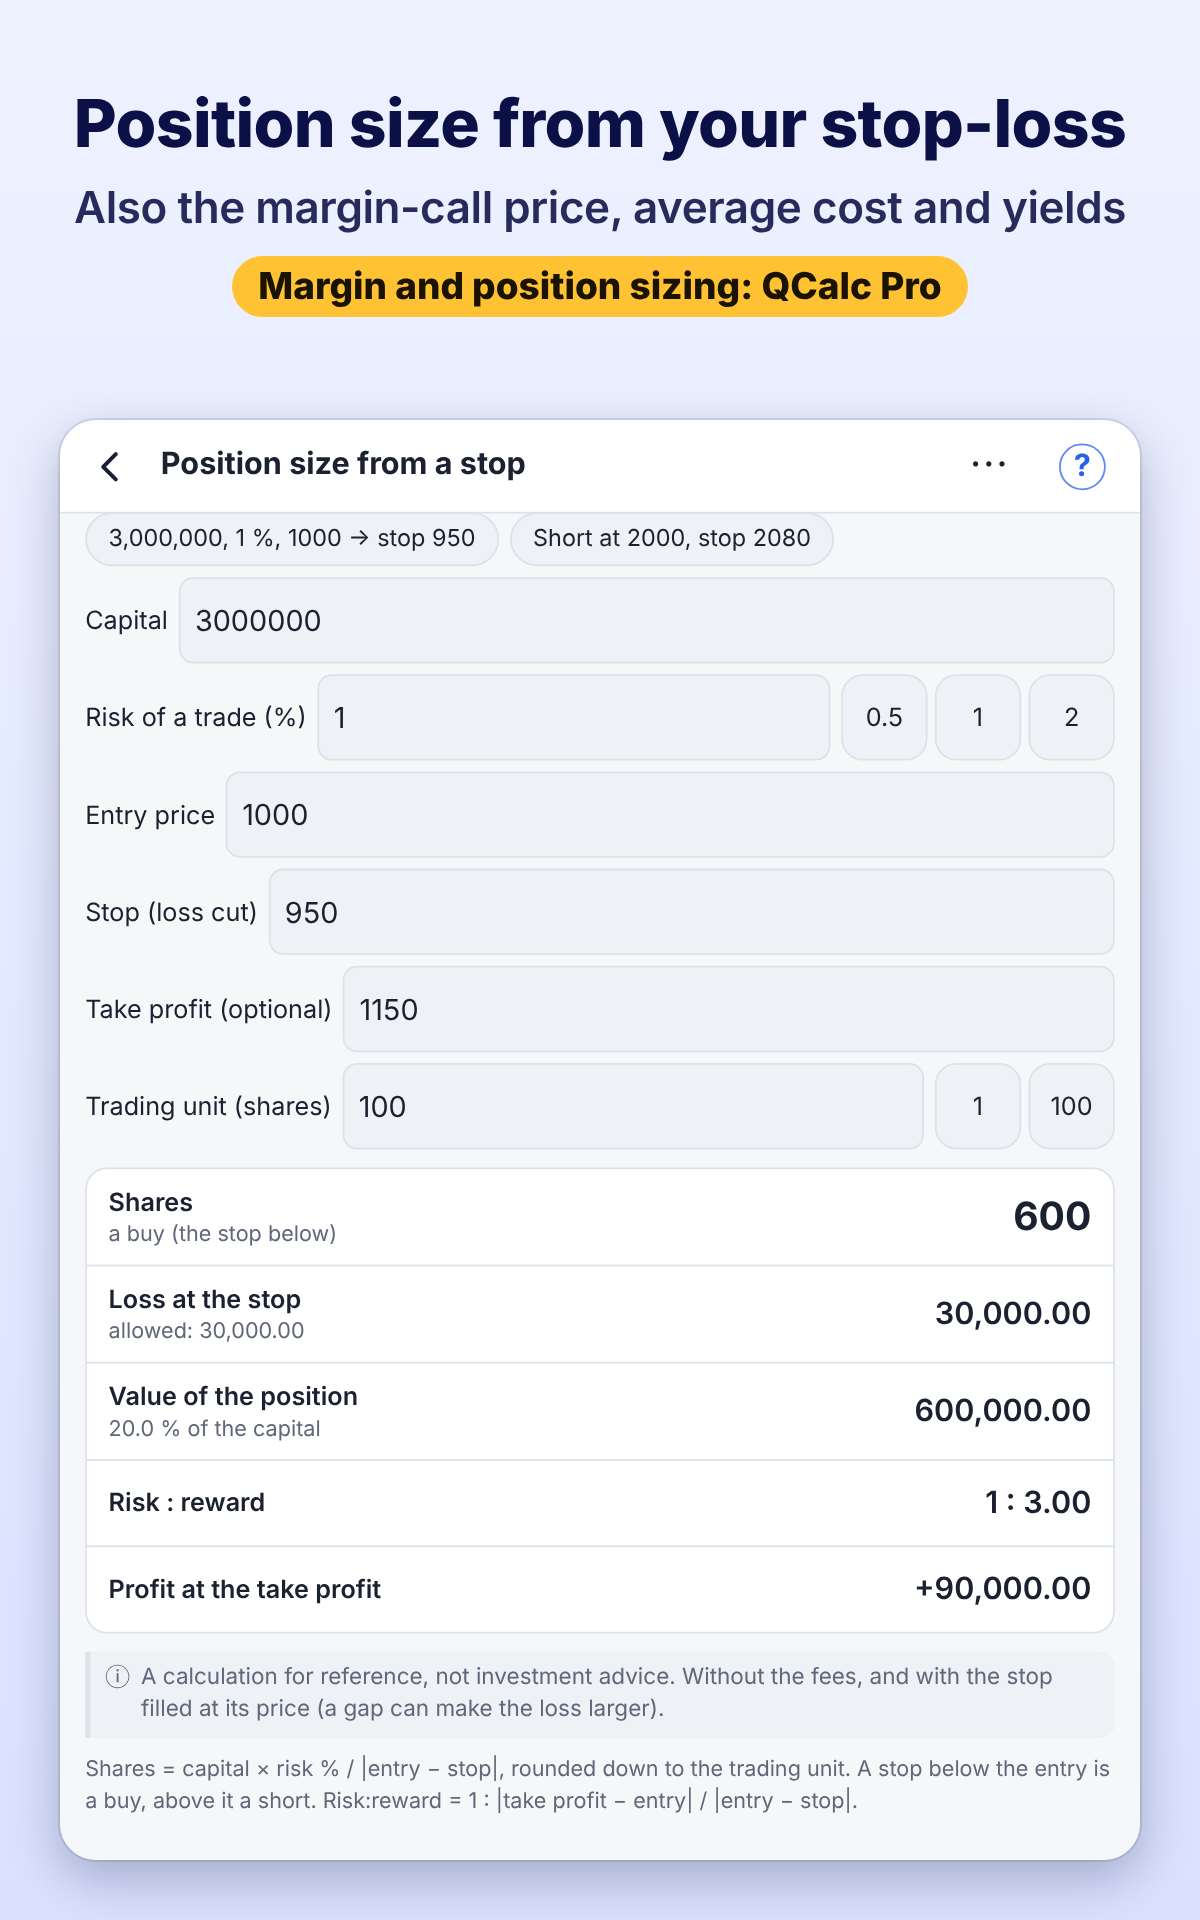 Position size from your stop-loss
Also the margin-call price, average cost and yields
Margin and position sizing: QCalc Pro
Position size from a stop
... ?
3,000,000, 1 %, 1000 → stop 950
Short at 2000, stop 2080
Capital 3000000
Risk of a trade (%) 1 0.5 1 2
Entry price 1000
Stop (loss cut) 950
Take profit (optional) 1150
Trading unit (shares) 100 1 100
Shares
a buy (the stop below)
600
Loss at the stop
allowed: 30,000.00
30,000.00
Value of the position
20.0 % of the capital
600,000.00
Risk : reward 1 : 3.00
Profit at the take profit +90,000.00
ⓘ A calculation for reference, not investment advice. Without the fees, and with the stop
filled at its price (a gap can make the loss larger).
Shares = capital × risk % / |entry − stop|, rounded down to the trading unit. A stop below the entry is
a buy, above it a short. Risk:reward = 1 : |take profit − entry| / |entry − stop|.